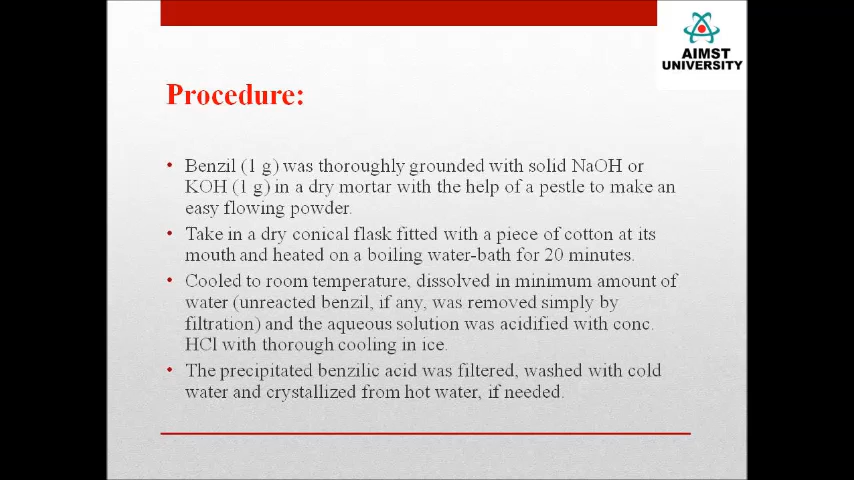 AIMST
UNIVERSITY
Procedure:
• Benzil (1 g) was thoroughly grounded with solid NaOH or
KOH (1 g) in a dry mortar with the help of a pestle to make an
easy flowing powder.
• Take in a dry conical flask fitted with a piece of cotton at its
mouth and heated on a boiling water-bath for 20 minutes.
• Cooled to room temperature, dissolved in minimum amount of
water (unreacted benzil, if any, was removed simply by
filtration) and the aqueous solution was acidified with conc.
HCl with thorough cooling in ice.
• The precipitated benzilic acid was filtered, washed with cold
water and crystallized from hot water, if needed.